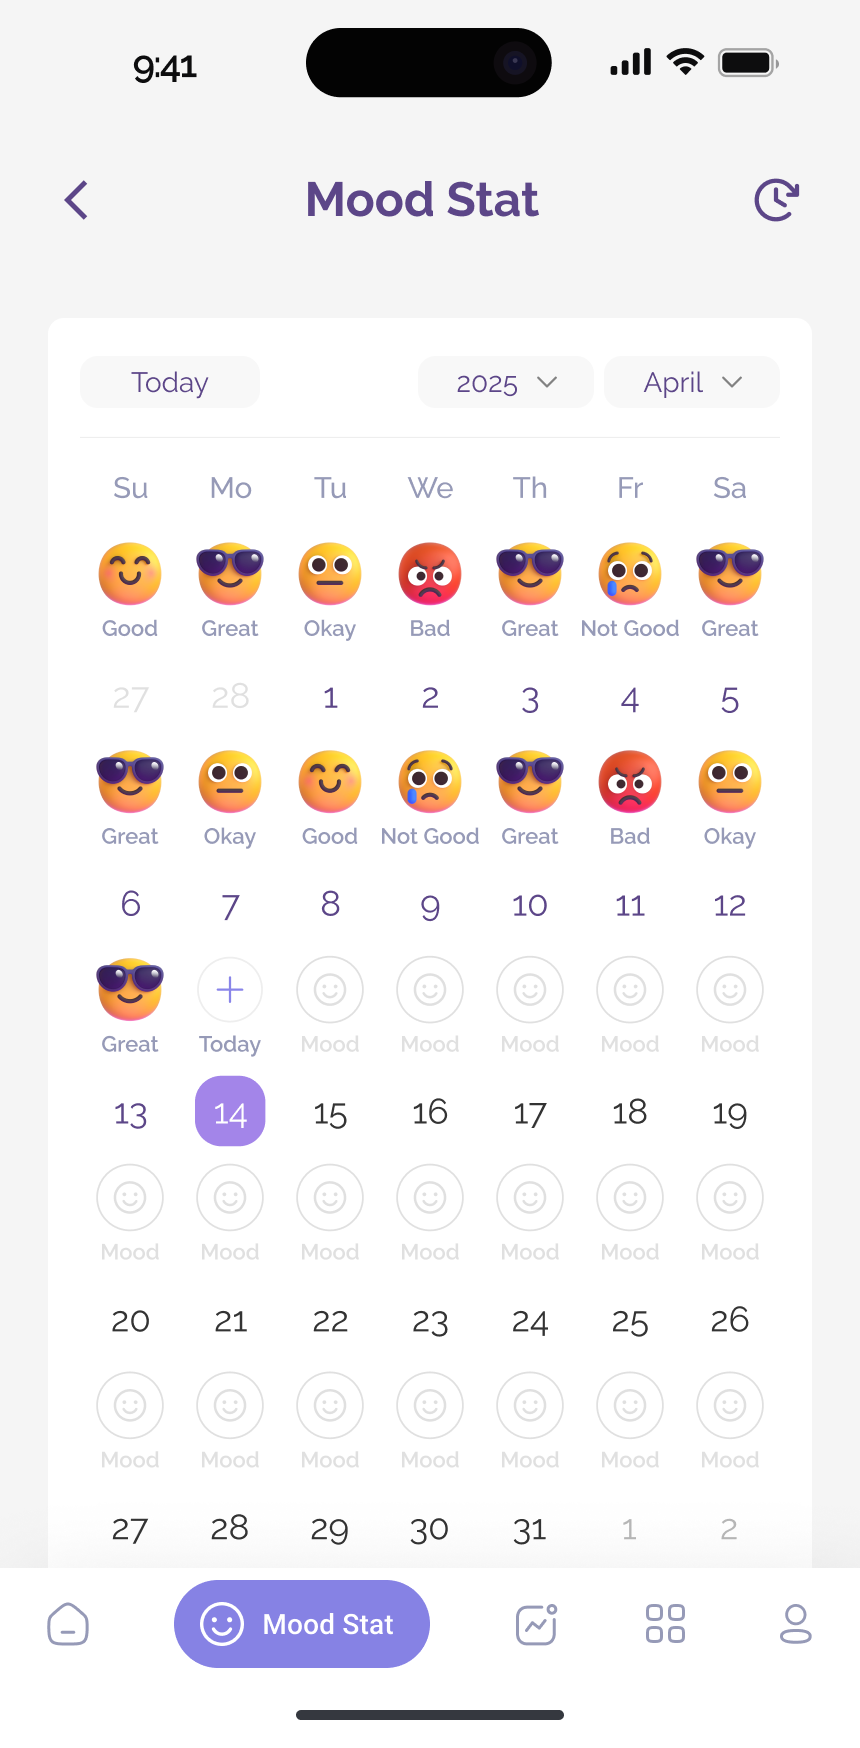 9:41
Mood Stat
Today 2025 April
Su Mo Tu We Th Fr Sa
Good Great Okay Bad Great Not Good Great
27 28 1 2 3 4 5
Great Okay Good Not Good Great Bad Okay
6 7 8 9 10 11 12
Great Today Mood Mood Mood Mood Mood
13 14 15 16 17 18 19
Mood Mood Mood Mood Mood Mood Mood
20 21 22 23 24 25 26
Mood Mood Mood Mood Mood Mood Mood
27 28 29 30 31 1 2
Mood Stat